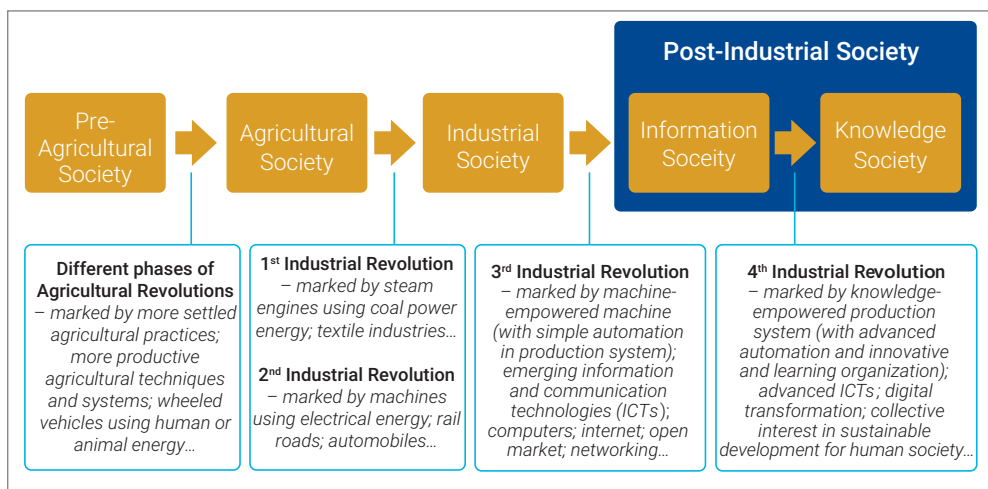 Post-Industrial Society
Pre-
Agricultural
Society
Agricultural
Society
Industrial
Society
Information
Soceity
Knowledge
Society
Different phases of
Agricultural Revolutions
– marked by more settled
agricultural practices;
more productive
agricultural techniques
and systems; wheeled
vehicles using human or
animal energy…
1st Industrial Revolution
– marked by steam
engines using coal power
energy; textile industries…
2nd Industrial Revolution
– marked by machines
using electrical energy; rail
roads; automobiles…
3rd Industrial Revolution
– marked by machine-
empowered machine
(with simple automation
in production system);
emerging information
and communication
technologies (ICTs);
computers; internet; open
market; networking…
4th Industrial Revolution
– marked by knowledge-
empowered production
system (with advanced
automation and innovative
and learning organization);
advanced ICTs; digital
transformation; collective
interest in sustainable
development for human society…